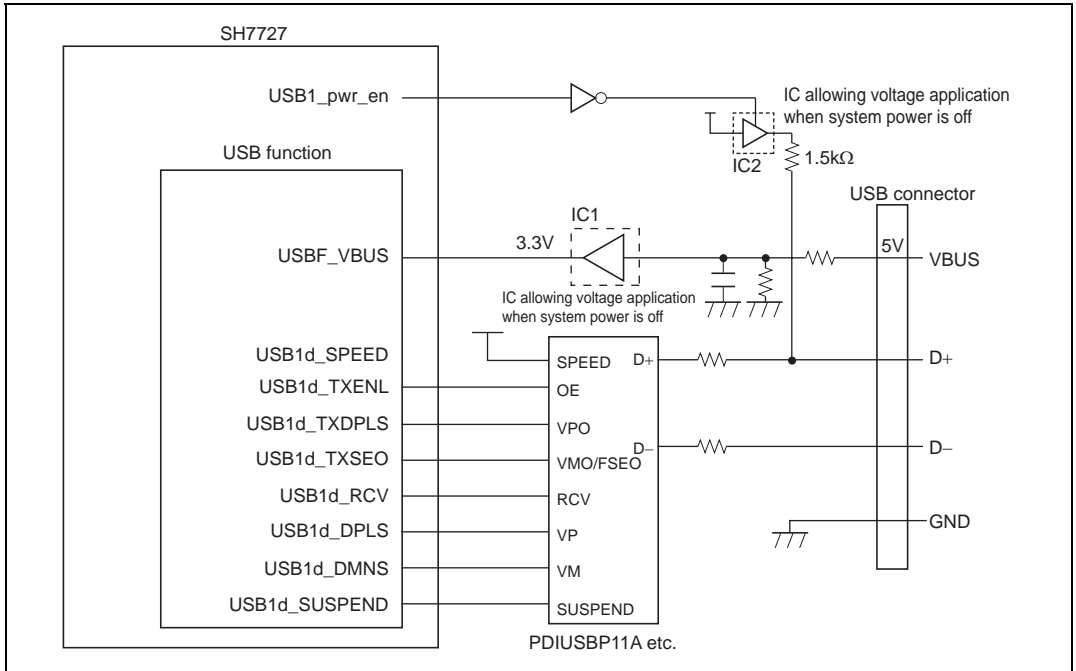 SH7727
USB1_pwr_en
IC allowing voltage application
when system power is off
IC2
1.5kΩ
USB function
USB connector
IC1
3.3V
5V
USBF_VBUS
VBUS
IC allowing voltage application
when system power is off
USB1d_SPEED
SPEED
D+
D+
USB1d_TXENL
OE
USB1d_TXDPLS
VPO
D−
D−
USB1d_TXSEO
VMO/FSEO
USB1d_RCV
RCV
USB1d_DPLS
VP
GND
USB1d_DMNS
VM
USB1d_SUSPEND
SUSPEND
PDIUSBP11A etc.